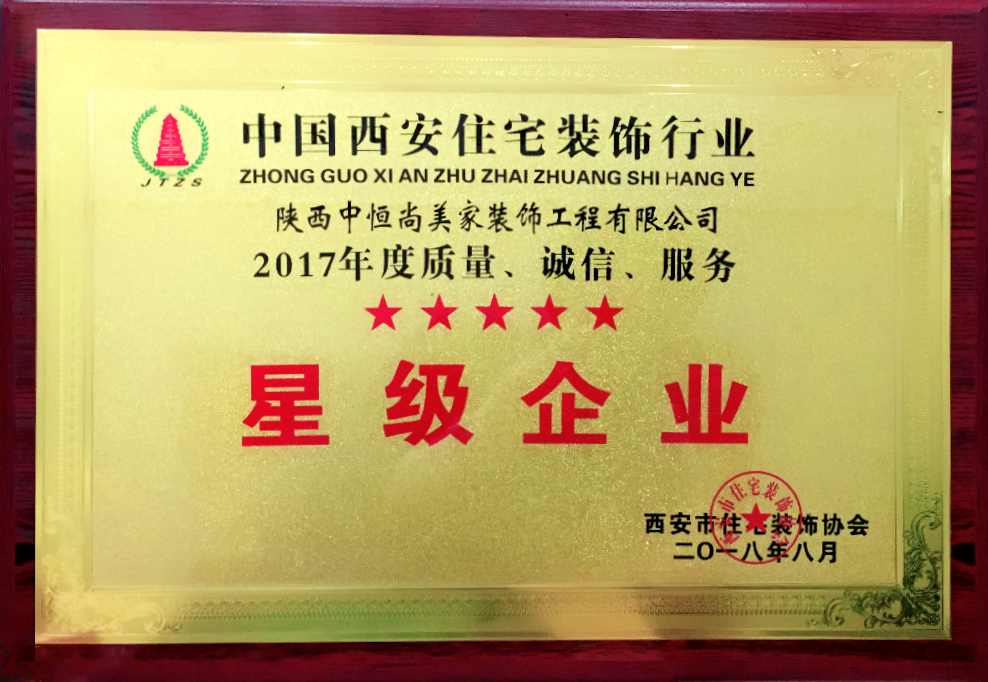 中国西安住宅装饰行业
ZHONG GUO XI AN ZHU ZHAI ZHUANG SHI HANG YE
JTZS
陕西中恒尚美家装饰工程有限公司
2017年度质量、诚信、服务
★★★★★
星级企业
西安市住宅装饰协会
二〇一八年八月